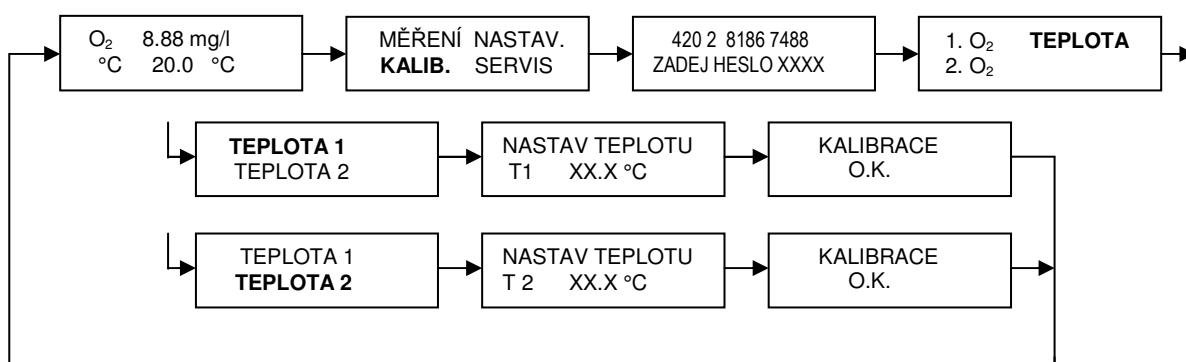 O₂ 8.88 mg/l
°C 20.0 °C
MĚŘENÍ NASTAV.
KALIB. SERVIS
420 2 8186 7488
ZADEJ HESLO XXXX
1. O₂ TEPLOTA
2. O₂
TEPLOTA 1
TEPLOTA 2
NASTAV TEPLOTU
T1 XX.X °C
KALIBRACE
O.K.
TEPLOTA 1
TEPLOTA 2
NASTAV TEPLOTU
T 2 XX.X °C
KALIBRACE
O.K.